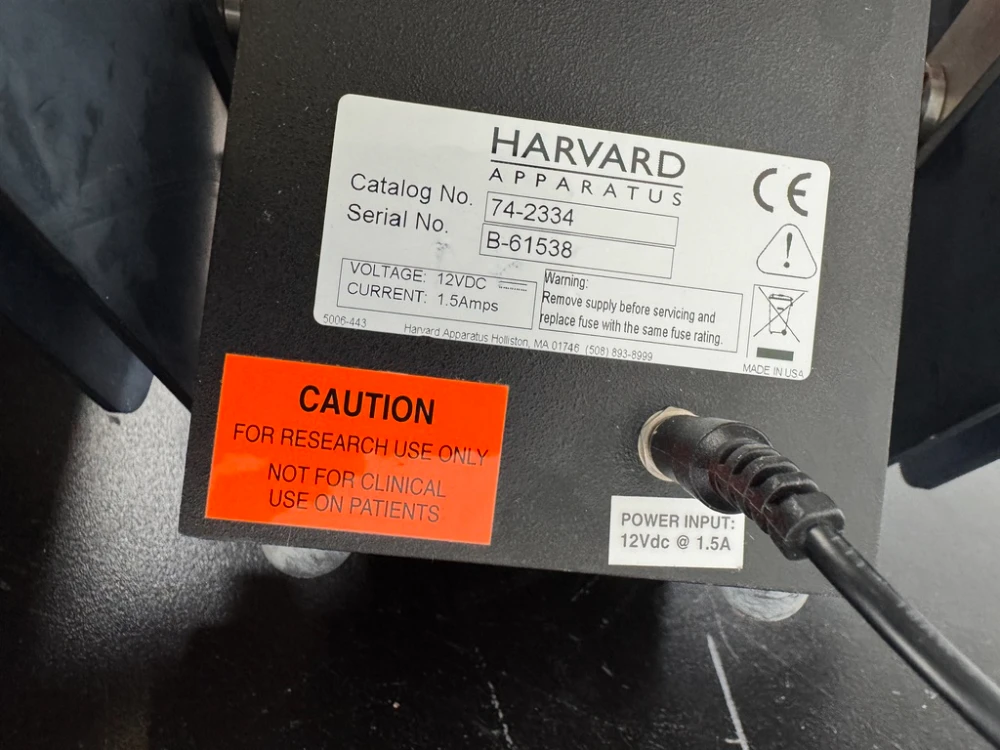 HARVARD
APPARATUS
Catalog No. 74-2334
Serial No. B-61538
VOLTAGE: 12VDC
CURRENT: 1.5Amps
Warning:
Remove supply before servicing and
replace fuse with the same fuse rating.
5006-443
Harvard Apparatus Holliston, MA 01746 (508) 893-8999
CE
MADE IN USA
CAUTION
FOR RESEARCH USE ONLY
NOT FOR CLINICAL
USE ON PATIENTS
POWER INPUT:
12Vdc @ 1.5A